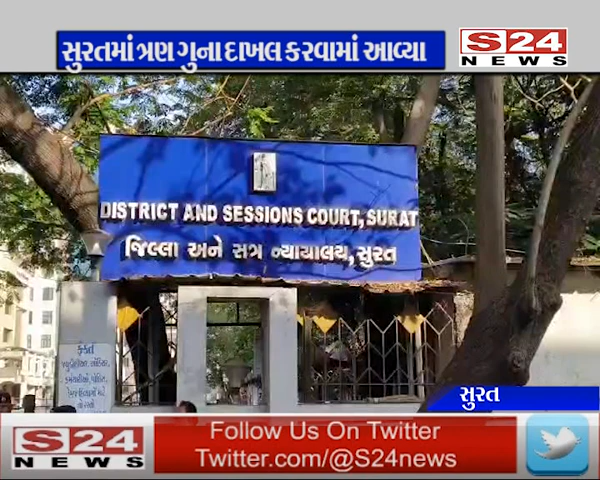 સુરતમાં ત્રણ ગુના દાખલ કરવામાં આવ્યા
S24
NEWS
DISTRICT AND SESSIONS COURT, SURAT
જિલ્લા અને સત્ર ન્યાયાલય, સુરત
ફક્ત
સુરત
S24
NEWS
Follow Us On Twitter
Twitter.com/@S24news